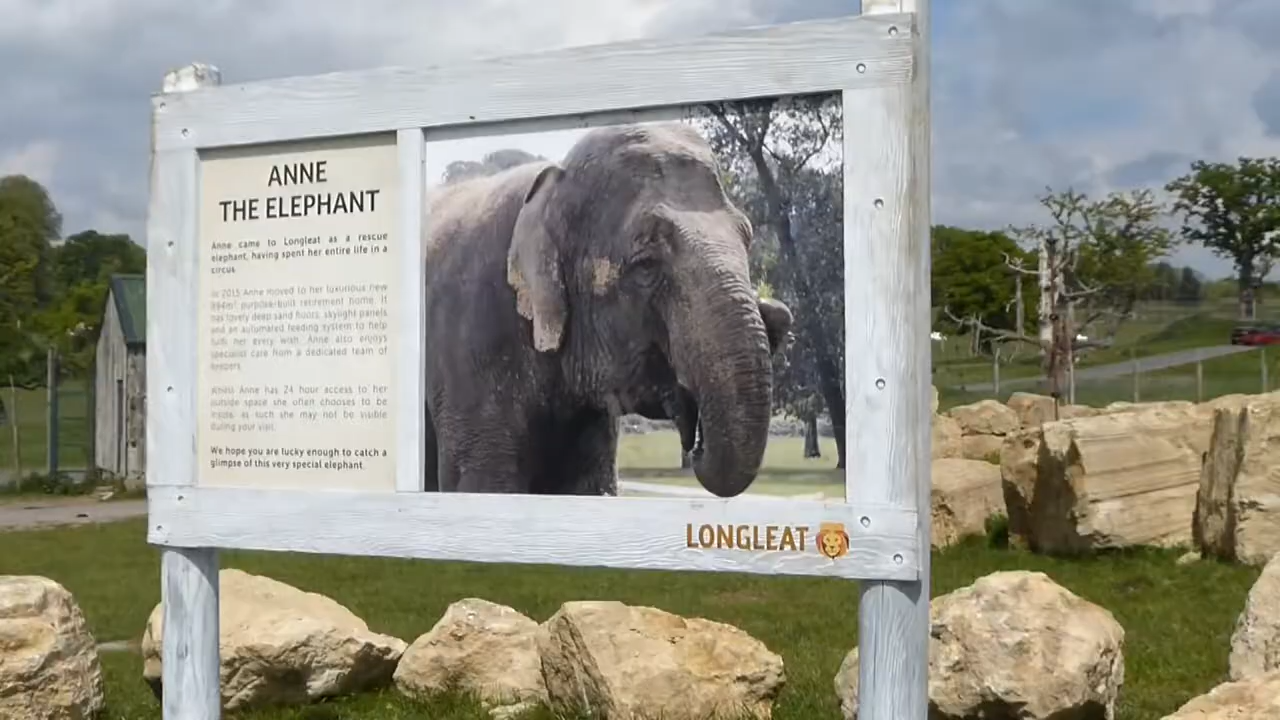 ANNE
THE ELEPHANT
Anne came to Longleat as a rescue
elephant, having spent her entire life in a
circus
In 2015 Anne moved to her luxurious new
purpose-built retirement home. It
has lovely deep sand floors, skylight panels
and an automated feeding system to help
fulfil her every wish. Anne also enjoys
specialist care from a dedicated team of
keepers.
Whilst Anne has 24 hour access to her
outside space she often chooses to be
inside, as such she may not be visible
during your visit.
We hope you are lucky enough to catch a
glimpse of this very special elephant.
LONGLEAT